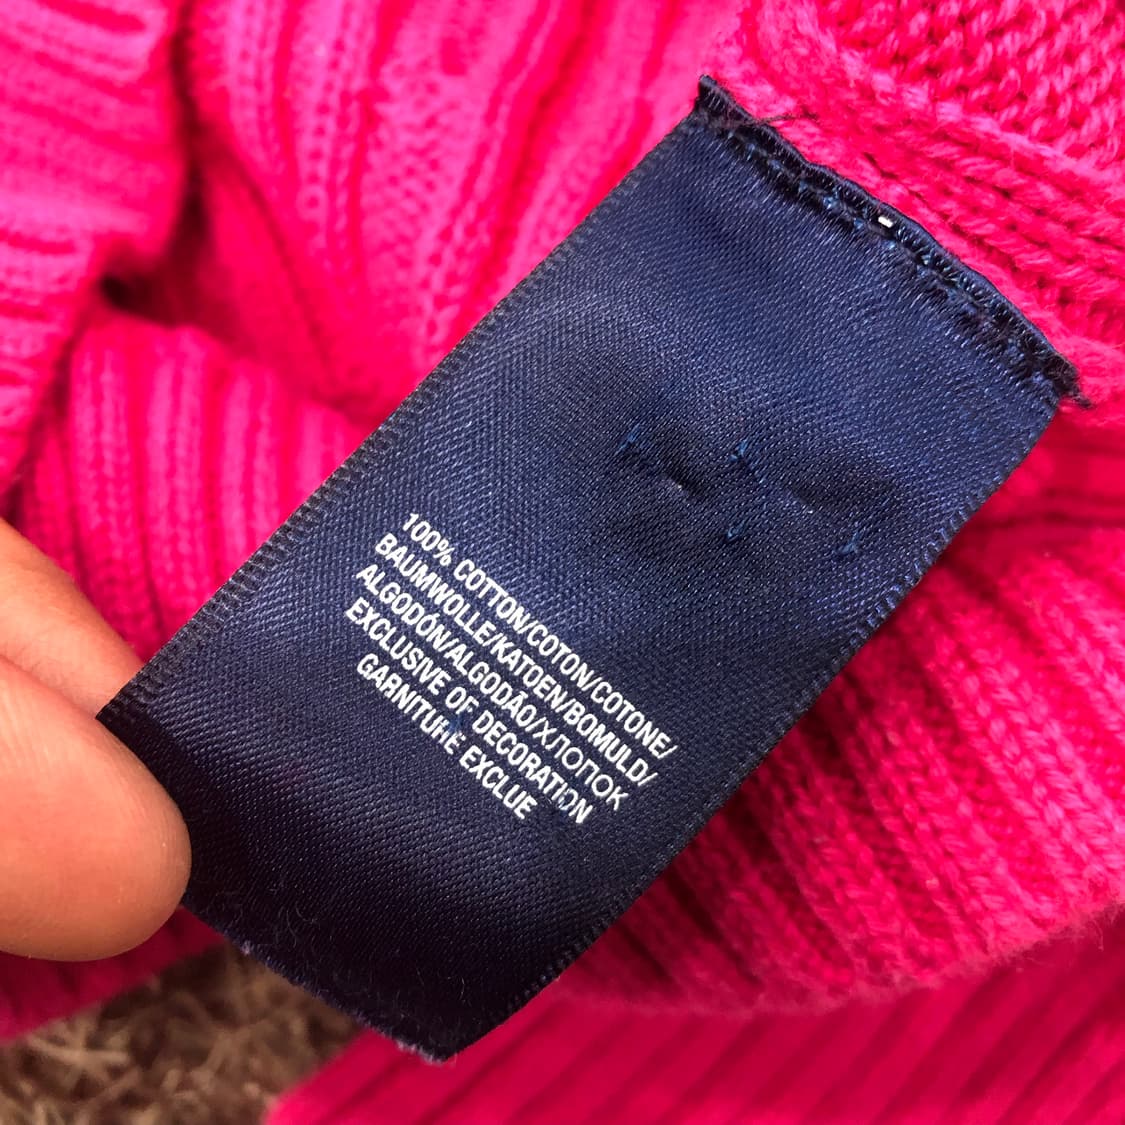 100% COTTON/COTON/COTONE/
BAUMWOLLE/KATOEN/BOMULD/
ALGODÓN/ALGODÃO/ХЛОПОК
EXCLUSIVE OF DECORATION
GARNITURE EXCLUE